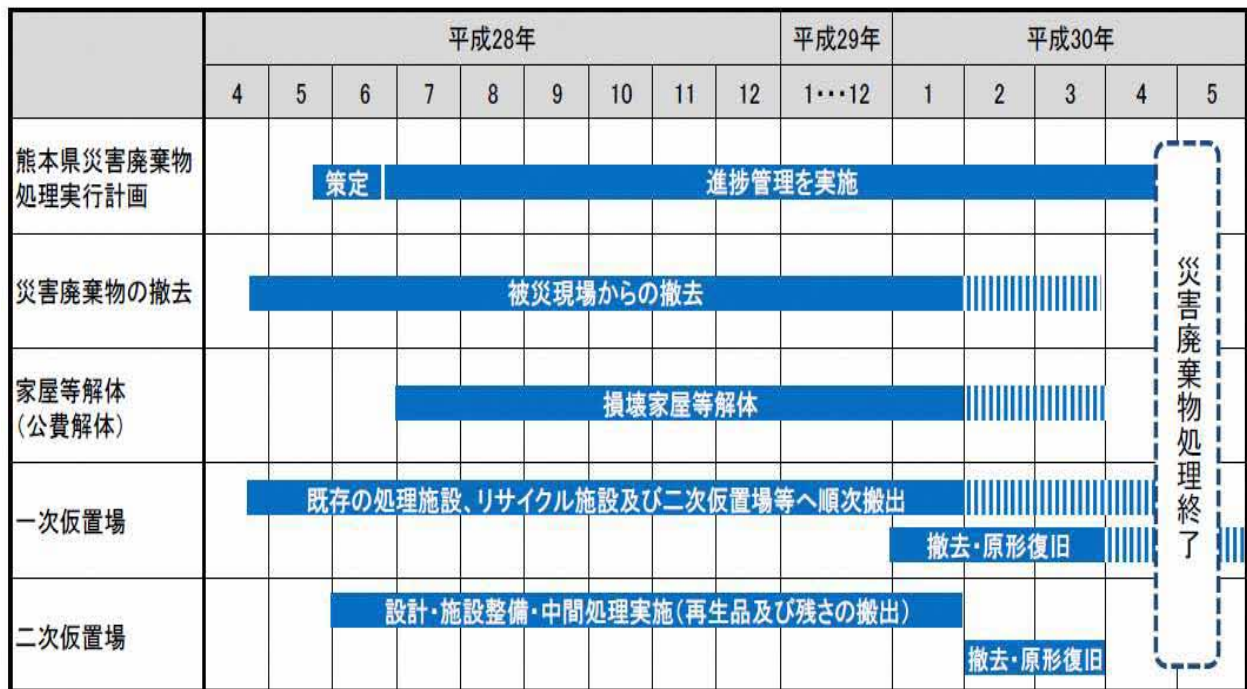 平成28年 平成29年 平成30年
4 5 6 7 8 9 10 11 12 1・・・12 1 2 3 4 5
熊本県災害廃棄物
処理実行計画
策定 進捗管理を実施
災害廃棄物の撤去
被災現場からの撤去
家屋等解体
（公費解体）
損壊家屋等解体
一次仮置場
既存の処理施設、リサイクル施設及び二次仮置場等へ順次搬出
撤去・原形復旧
二次仮置場
設計・施設整備・中間処理実施（再生品及び残さの搬出）
撤去・原形復旧
災害廃棄物処理終了